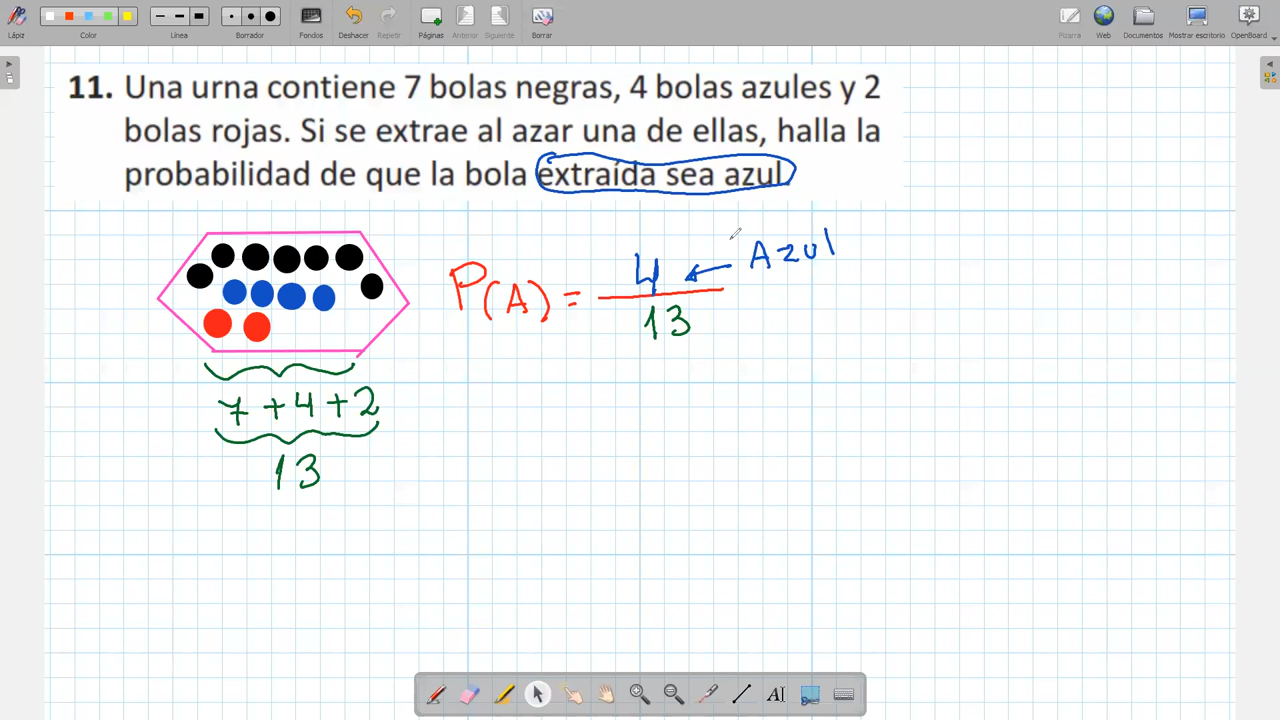 Lápiz
Color
Línea
Borrador
Fondos
Deshacer
Repetir
Páginas
Anterior
Siguiente
Borrar
Pizarra
Web
Documentos
Mostrar escritorio
OpenBoard
11. Una urna contiene 7 bolas negras, 4 bolas azules y 2
bolas rojas. Si se extrae al azar una de ellas, halla la
probabilidad de que la bola extraída sea azul.
P(A) = 4/13
Azul
7 + 4 + 2
13
AI